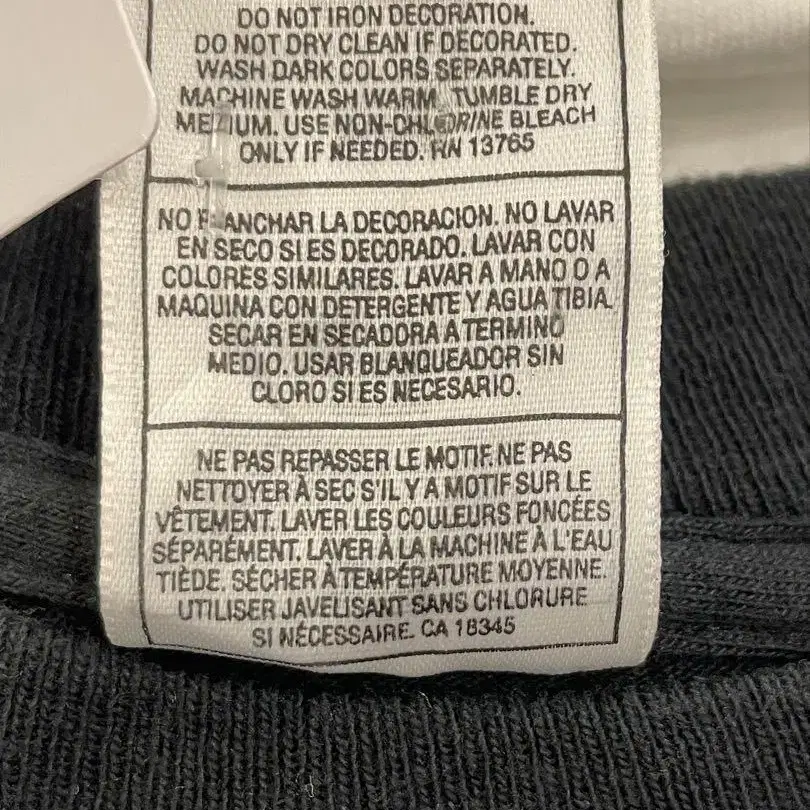 DO NOT IRON DECORATION.
DO NOT DRY CLEAN IF DECORATED.
WASH DARK COLORS SEPARATELY.
MACHINE WASH WARM, TUMBLE DRY
MEDIUM. USE NON-CHLORINE BLEACH
ONLY IF NEEDED. RN 13765
NO PLANCHAR LA DECORACION. NO LAVAR
EN SECO SI ES DECORADO. LAVAR CON
COLORES SIMILARES. LAVAR A MANO O A
MAQUINA CON DETERGENTE Y AGUA TIBIA.
SECAR EN SECADORA A TERMINO
MEDIO. USAR BLANQUEADOR SIN
CLORO SI ES NECESARIO.
NE PAS REPASSER LE MOTIF. NE PAS
NETTOYER À SEC S'IL Y A MOTIF SUR LE
VÊTEMENT. LAVER LES COULEURS FONCÉES
SÉPARÉMENT. LAVER À LA MACHINE À L'EAU
TIÈDE. SÉCHER À TEMPÉRATURE MOYENNE.
UTILISER JAVELISANT SANS CHLORURE
SI NÉCESSAIRE. CA 18345